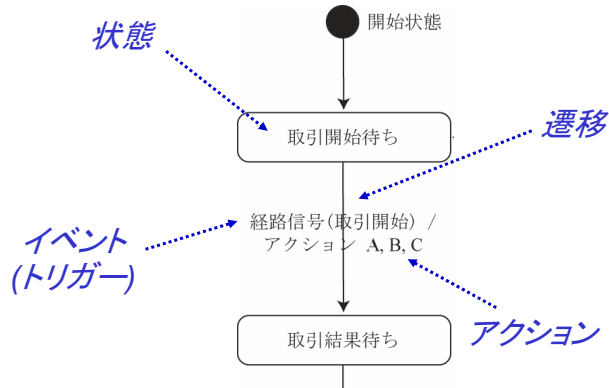 開始状態
状態
取引開始待ち
遷移
経路信号(取引開始) /
アクション A, B, C
イベント
(トリガー)
アクション
取引結果待ち